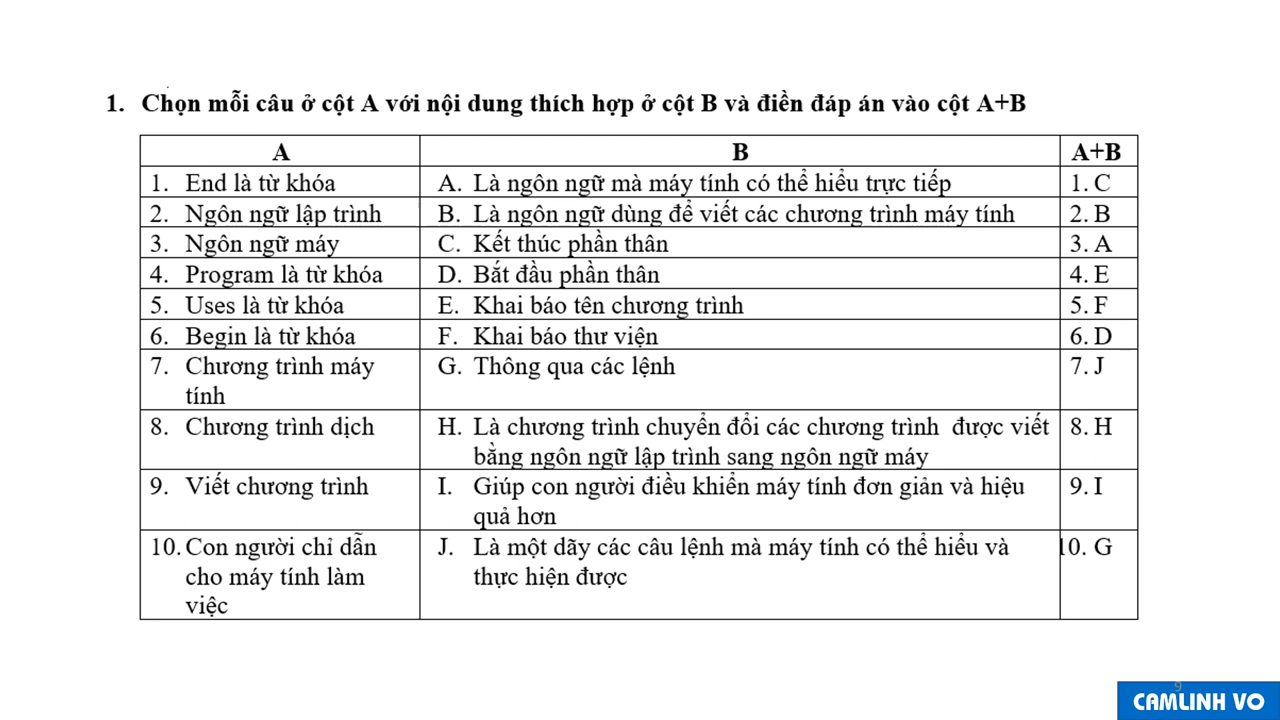 1. Chọn mỗi câu ở cột A với nội dung thích hợp ở cột B và điền đáp án vào cột A+B
A B A+B
1. End là từ khóa A. Là ngôn ngữ mà máy tính có thể hiểu trực tiếp 1. C
2. Ngôn ngữ lập trình B. Là ngôn ngữ dùng để viết các chương trình máy tính 2. B
3. Ngôn ngữ máy C. Kết thúc phần thân 3. A
4. Program là từ khóa D. Bắt đầu phần thân 4. E
5. Uses là từ khóa E. Khai báo tên chương trình 5. F
6. Begin là từ khóa F. Khai báo thư viện 6. D
7. Chương trình máy G. Thông qua các lệnh 7. J
tính
8. Chương trình dịch H. Là chương trình chuyển đổi các chương trình được viết 8. H
bằng ngôn ngữ lập trình sang ngôn ngữ máy
9. Viết chương trình I. Giúp con người điều khiển máy tính đơn giản và hiệu 9. I
quả hơn
10. Con người chỉ dẫn J. Là một dãy các câu lệnh mà máy tính có thể hiểu và 10. G
cho máy tính làm thực hiện được
việc
9
CAMLINH VO